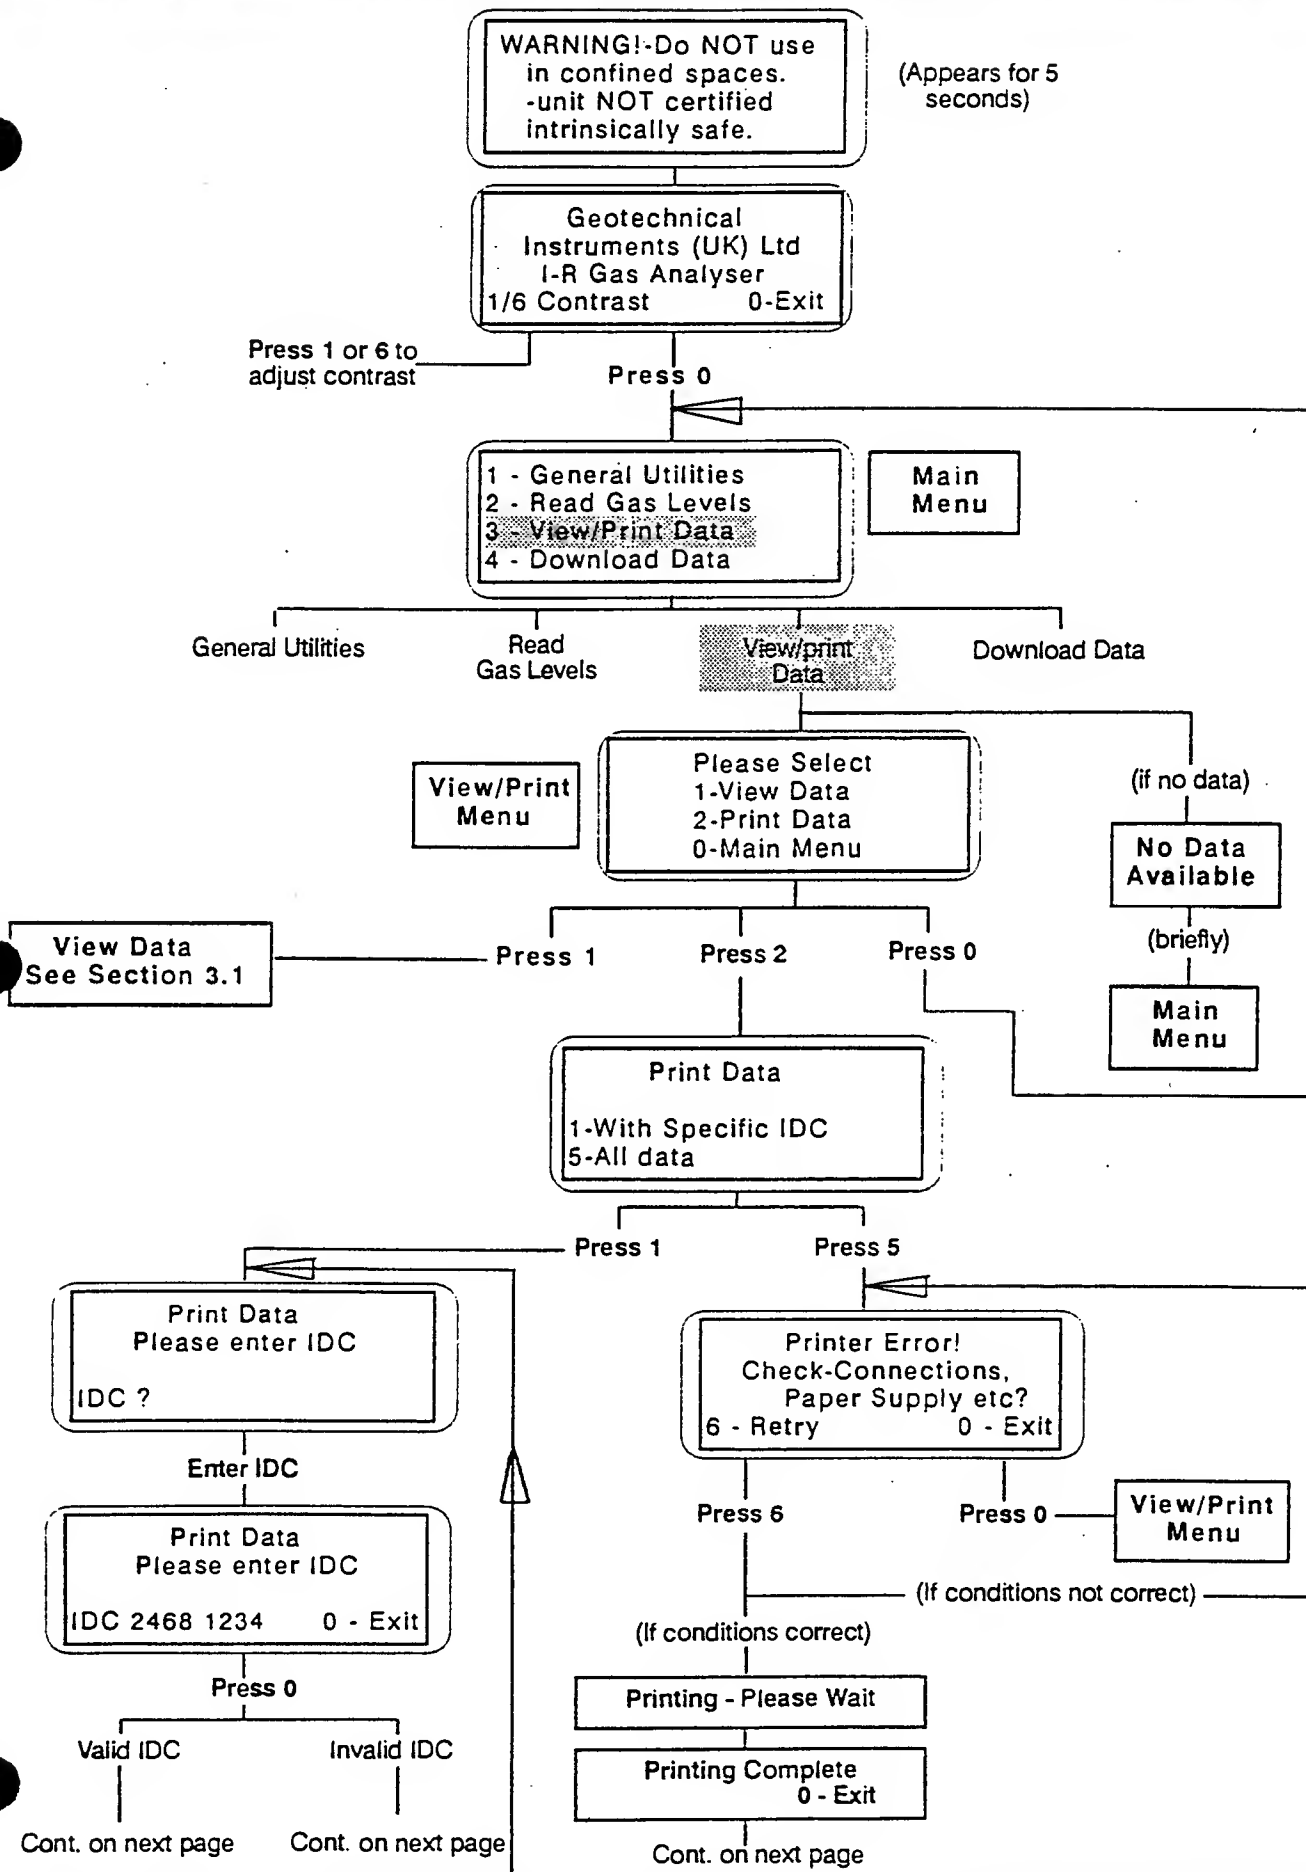 WARNING!-Do NOT use
in confined spaces.
-unit NOT certified
intrinsically safe.
(Appears for 5
seconds)
Geotechnical
Instruments (UK) Ltd
I-R Gas Analyser
1/6 Contrast 0-Exit
Press 1 or 6 to
adjust contrast
Press 0
1 - General Utilities
2 - Read Gas Levels
3 - View/Print Data
4 - Download Data
Main
Menu
General Utilities
Read
Gas Levels
View/print
Data
Download Data
View/Print
Menu
Please Select
1-View Data
2-Print Data
0-Main Menu
(if no data)
No Data
Available
(briefly)
Main
Menu
View Data
See Section 3.1
Press 1
Press 2
Press 0
Print Data
1-With Specific IDC
5-All data
Press 1
Press 5
Print Data
Please enter IDC
IDC ?
Enter IDC
Print Data
Please enter IDC
IDC 2468 1234 0 - Exit
Press 0
Valid IDC
Invalid IDC
Cont. on next page
Cont. on next page
Printer Error!
Check-Connections,
Paper Supply etc?
6 - Retry 0 - Exit
Press 6
Press 0
View/Print
Menu
(If conditions not correct)
(If conditions correct)
Printing - Please Wait
Printing Complete
0 - Exit
Cont. on next page